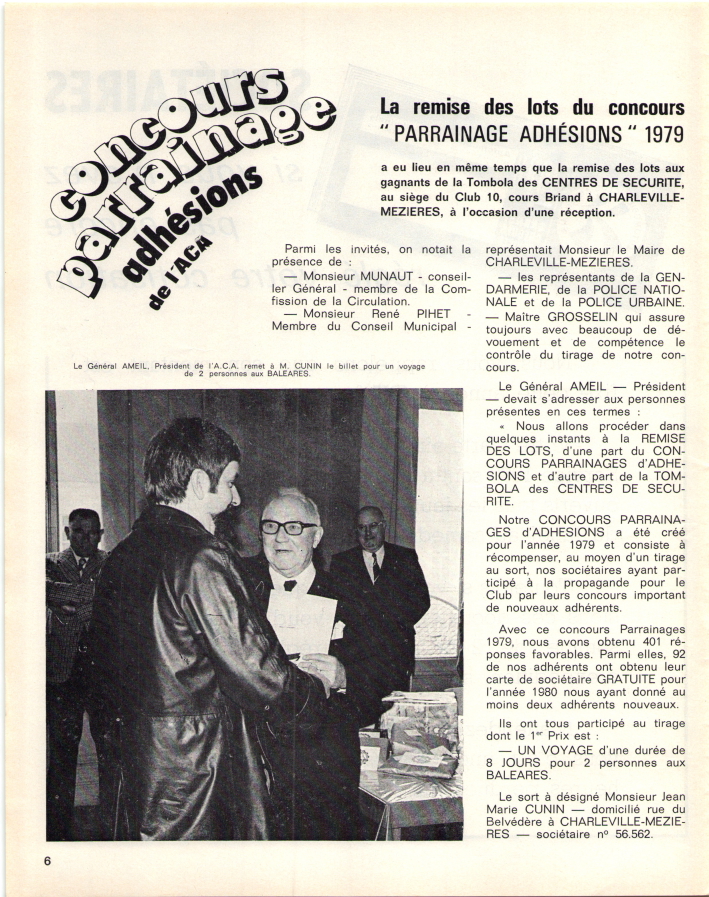 concours
parrainage
adhésions
de l'ACA
La remise des lots du concours
“ PARRAINAGE ADHÉSIONS “ 1979
a eu lieu en même temps que la remise des lots aux
gagnants de la Tombola des CENTRES DE SECURITE,
au siège du Club 10, cours Briand à CHARLEVILLE-
MEZIERES, à l'occasion d'une réception.
Parmi les invités, on notait la
présence de :
— Monsieur MUNAUT - conseil-
ler Général - membre de la Com-
fission de la Circulation.
— Monsieur René PIHET -
Membre du Conseil Municipal -
représentait Monsieur le Maire de
CHARLEVILLE-MEZIERES.
— les représentants de la GEN-
DARMERIE, de la POLICE NATIO-
NALE et de la POLICE URBAINE.
— Maître GROSSELIN qui assure
toujours avec beaucoup de dé-
vouement et de compétence le
contrôle du tirage de notre con-
cours.
Le Général AMEIL — Président
— devait s'adresser aux personnes
présentes en ces termes :
« Nous allons procéder dans
quelques instants à la REMISE
DES LOTS, d'une part du CON-
COURS PARRAINAGES d'ADHE-
SIONS et d'autre part de la TOM-
BOLA des CENTRES DE SECU-
RITE.
Notre CONCOURS PARRAINA-
GES d'ADHESIONS a été créé
pour l'année 1979 et consiste à
récompenser, au moyen d'un tirage
au sort, nos sociétaires ayant par-
ticipé à la propagande pour le
Club par leurs concours important
de nouveaux adhérents.
Avec ce concours Parrainages
1979, nous avons obtenu 401 ré-
ponses favorables. Parmi elles, 92
de nos adhérents ont obtenu leur
carte de sociétaire GRATUITE pour
l'année 1980 nous ayant donné au
moins deux adhérents nouveaux.
Ils ont tous participé au tirage
dont le 1er Prix est :
— UN VOYAGE d'une durée de
8 JOURS pour 2 personnes aux
BALEARES.
Le sort à désigné Monsieur Jean
Marie CUNIN — domicilié rue du
Belvédère à CHARLEVILLE-MEZIE-
RES — sociétaire nº 56.562.
Le Général AMEIL, Président de l'A.C.A. remet à M. CUNIN le billet pour un voyage
de 2 personnes aux BALEARES.
6